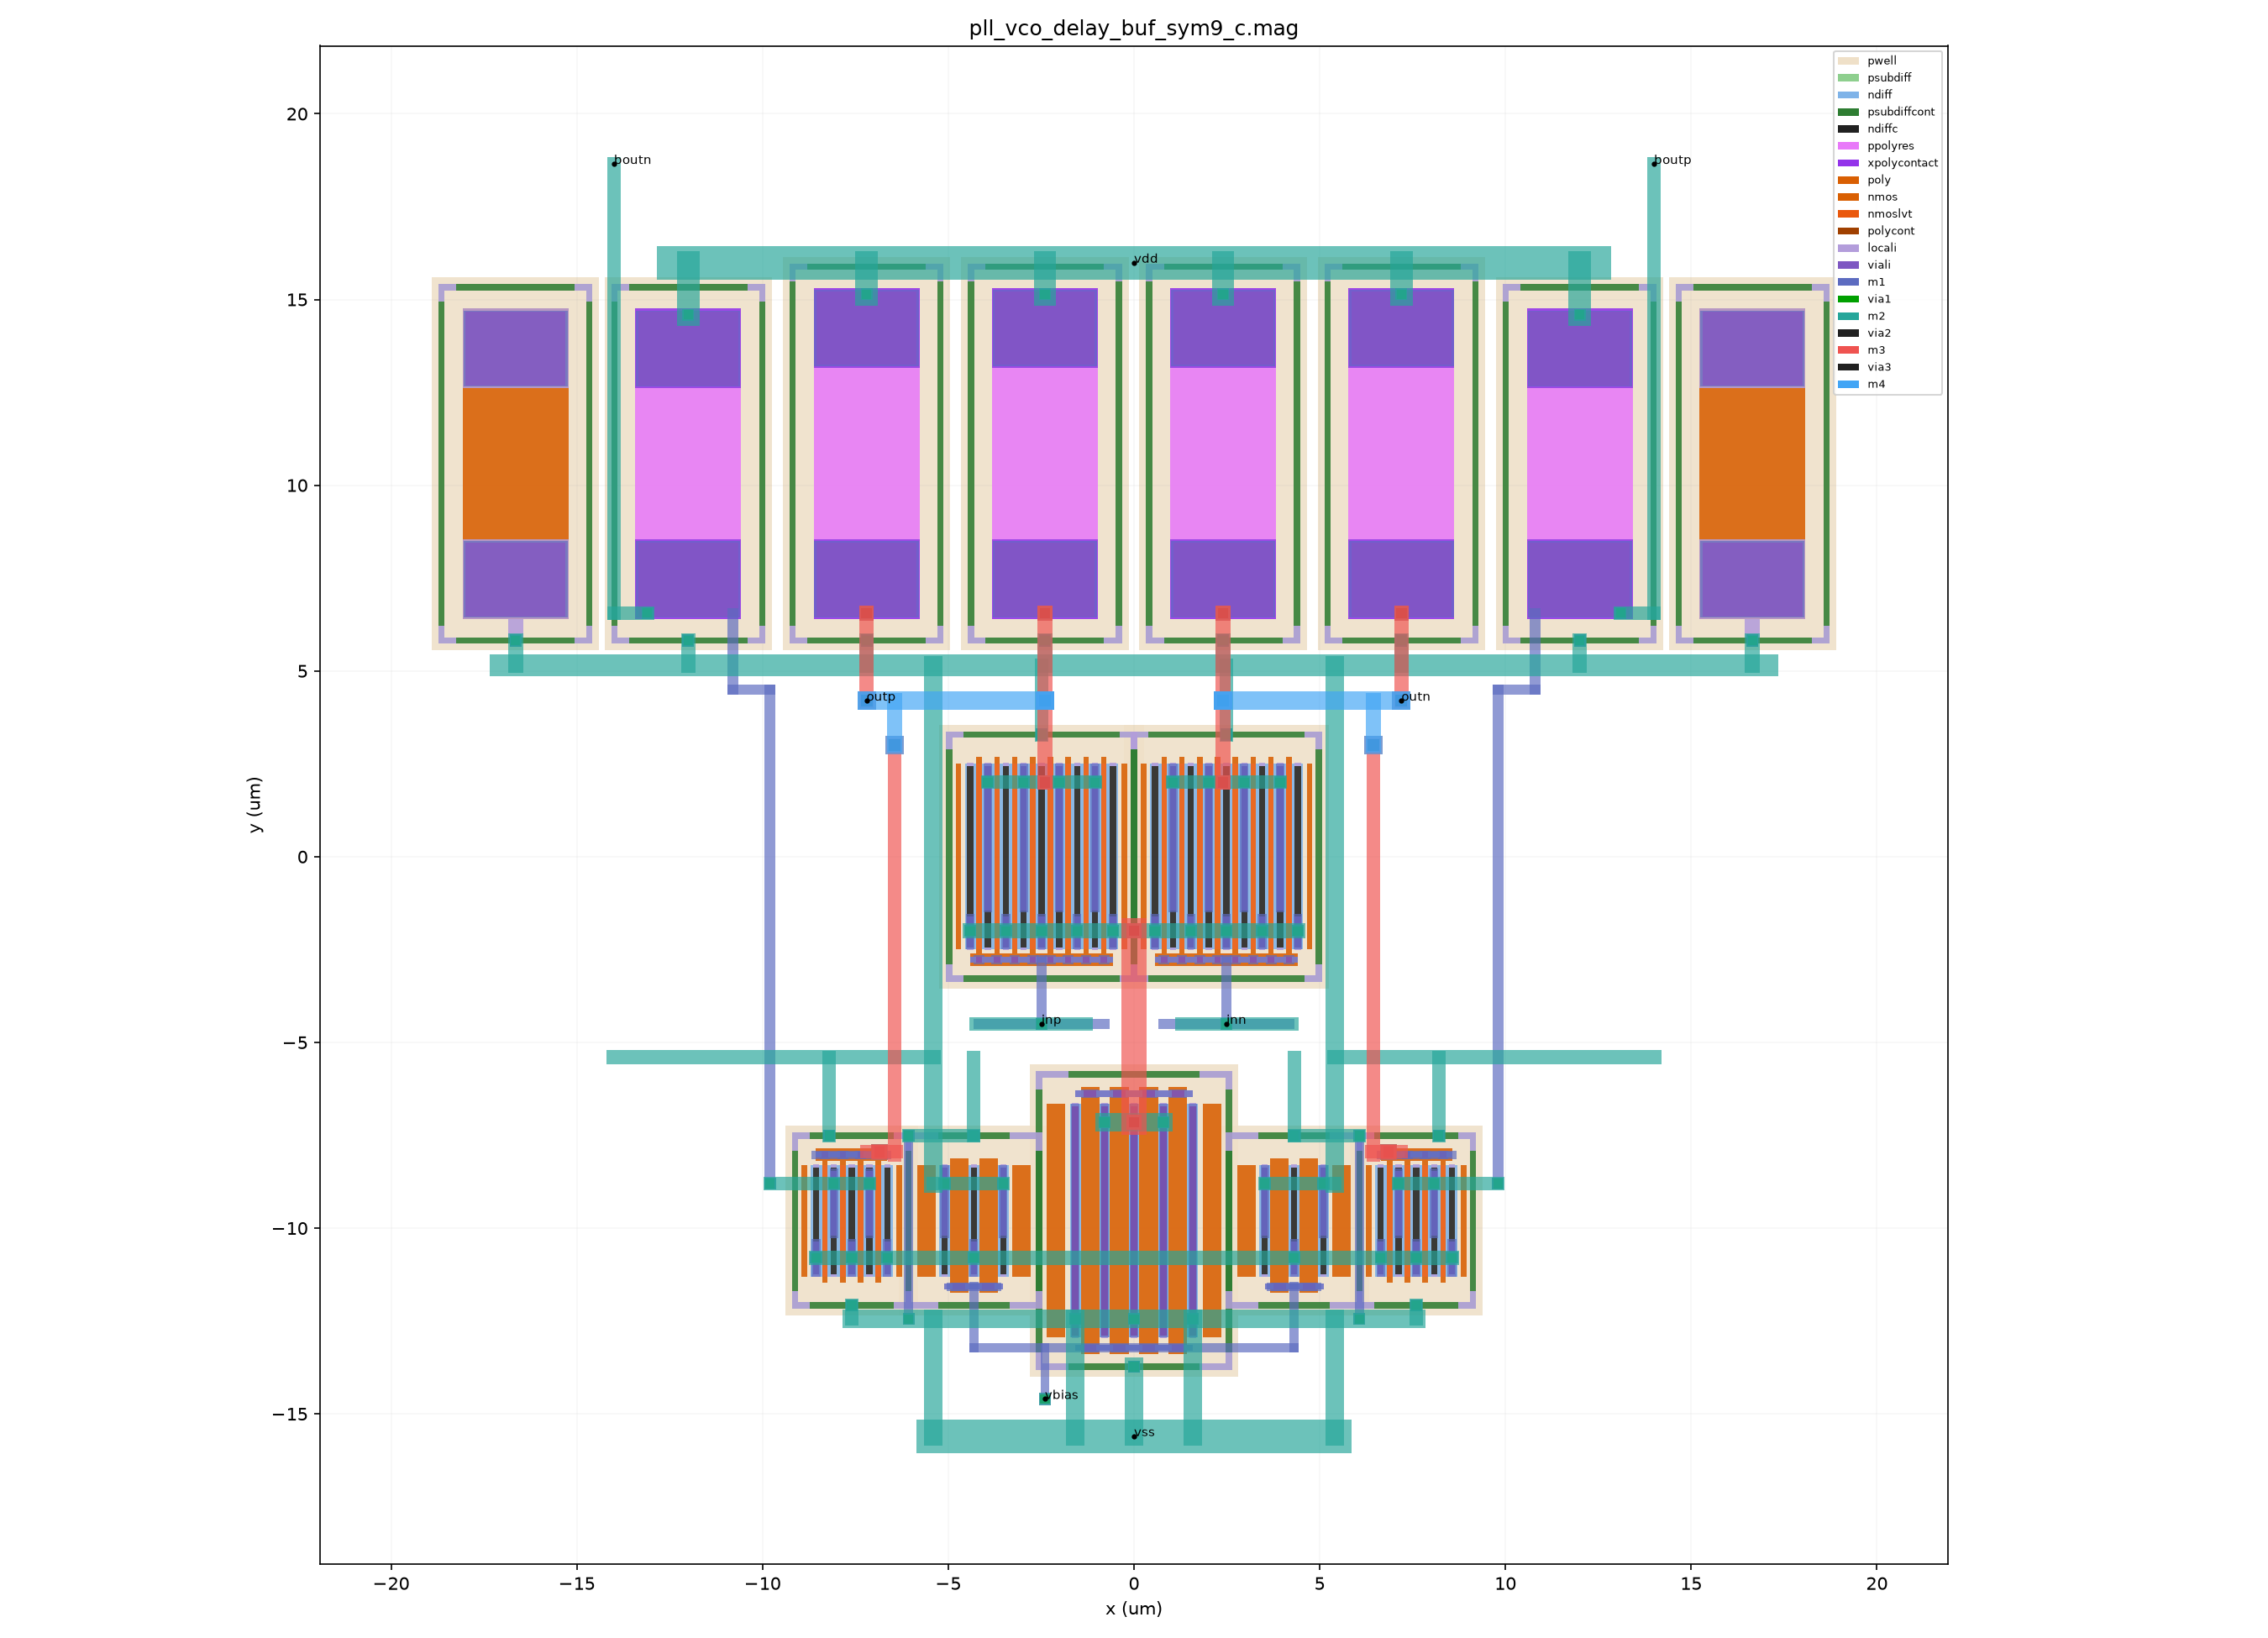 pll_vco_delay_buf_sym9_c.mag
pwell
psubdiff
ndiff
psubdiffcont
ndiffc
ppolyres
xpolycontact
poly
nmos
nmoslvt
polycont
locali
viali
m1
via1
m2
via2
m3
via3
m4
boutn
boutp
vdd
outp
outn
inp
inn
vbias
vss
20
15
10
5
0
−5
−10
−15
y (um)
−20
−15
−10
−5
0
5
10
15
20
x (um)